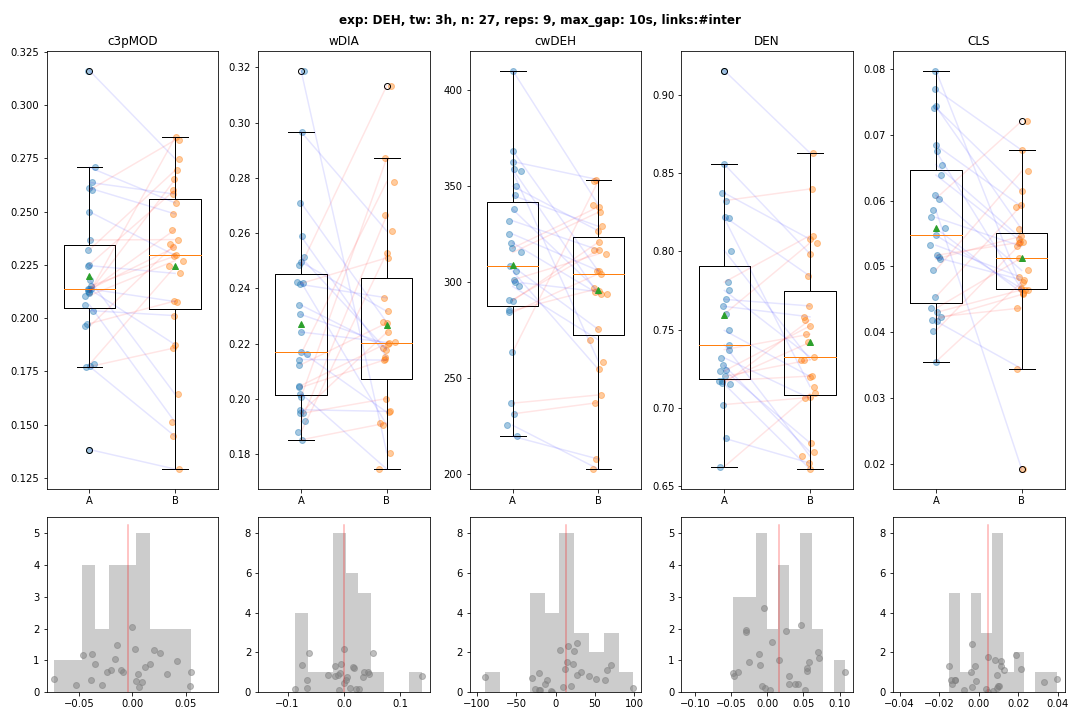 exp: DEH, tw: 3h, n: 27, reps: 9, max_gap: 10s, links:#inter
c3pMOD wDIA cwDEH DEN CLS
0.325 0.32 400 0.90 0.08
0.300 0.30 350 0.85 0.07
0.275 0.28 300 0.80 0.06
0.250 0.26 250 0.75 0.05
0.225 0.24 200 0.70 0.04
0.200 0.22 0.65 0.03
0.175 0.20 0.02
0.150 0.18
0.125
A B A B A B A B A B
5 8 8 5 8
4 6 6 4 6
3 4 4 3 4
2 2 2 2 2
1 0 0 1 0
0 0
−0.05 0.00 0.05 −0.1 0.0 0.1 −100 −50 0 50 100 −0.10 −0.05 0.00 0.05 0.10 −0.04 −0.02 0.00 0.02 0.04